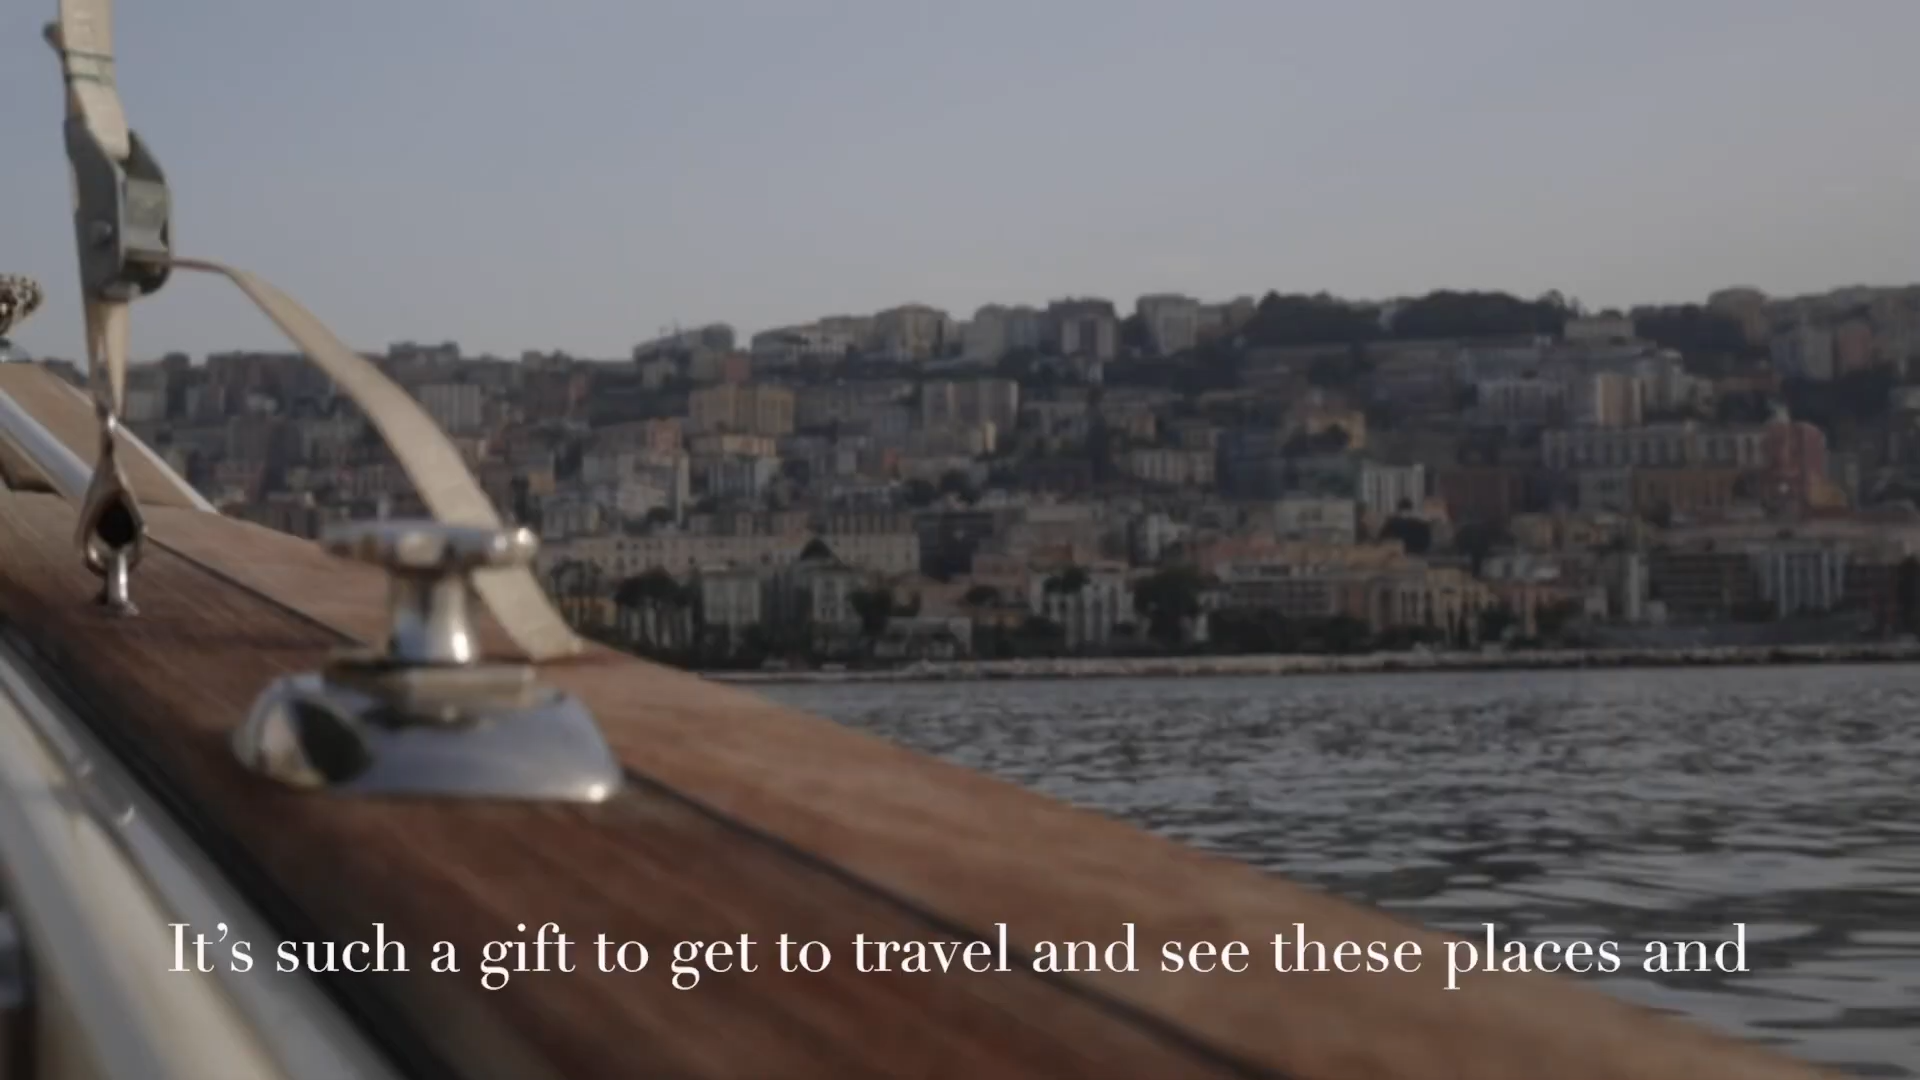 It’s such a gift to get to travel and see these places and